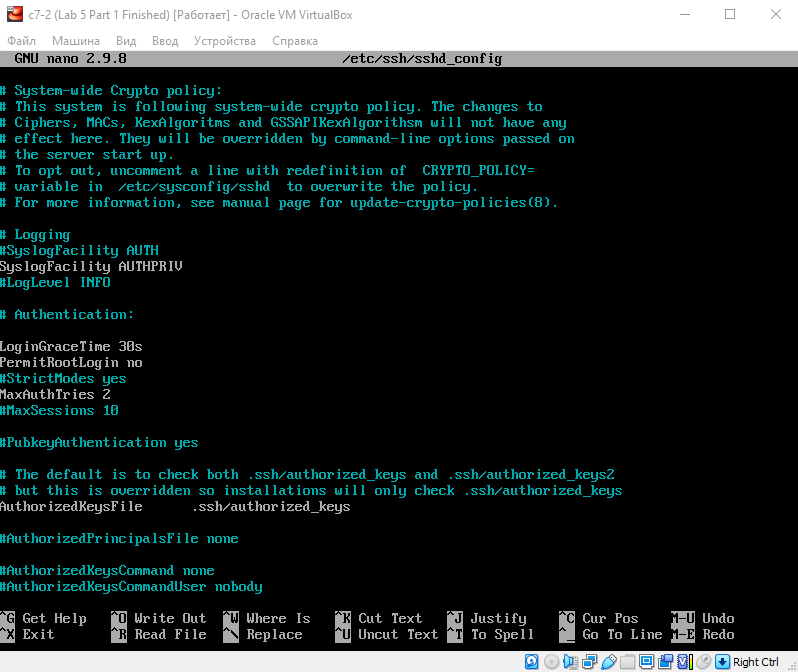 c7-2 (Lab 5 Part 1 Finished) [Работает] - Oracle VM VirtualBox
Файл Машина Вид Ввод Устройства Справка
GNU nano 2.9.8 /etc/ssh/sshd_config
# System-wide Crypto policy:
# This system is following system-wide crypto policy. The changes to
# Ciphers, MACs, KexAlgoritms and GSSAPIKexAlgorithsm will not have any
# effect here. They will be overridden by command-line options passed on
# the server start up.
# To opt out, uncomment a line with redefinition of  CRYPTO_POLICY=
# variable in  /etc/sysconfig/sshd  to overwrite the policy.
# For more information, see manual page for update-crypto-policies(8).
# Logging
#SyslogFacility AUTH
SyslogFacility AUTHPRIV
#LogLevel INFO
# Authentication:
LoginGraceTime 30s
PermitRootLogin no
#StrictModes yes
MaxAuthTries 2
#MaxSessions 10
#PubkeyAuthentication yes
# The default is to check both .ssh/authorized_keys and .ssh/authorized_keys2
# but this is overridden so installations will only check .ssh/authorized_keys
AuthorizedKeysFile      .ssh/authorized_keys
#AuthorizedPrincipalsFile none
#AuthorizedKeysCommand none
#AuthorizedKeysCommandUser nobody
^G Get Help ^O Write Out ^W Where Is ^K Cut Text ^J Justify ^C Cur Pos M-U Undo
^X Exit ^R Read File ^\ Replace ^U Uncut Text ^T To Spell ^_ Go To Line M-E Redo
Right Ctrl